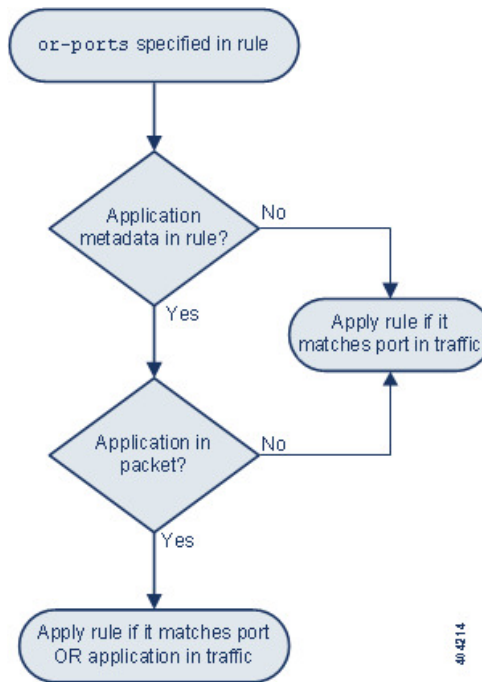 or-ports specified in rule
Application
metadata in rule?
No
Yes
Apply rule if it
matches port in traffic
Application in
packet?
No
Yes
Apply rule if it matches port
OR application in traffic
404214